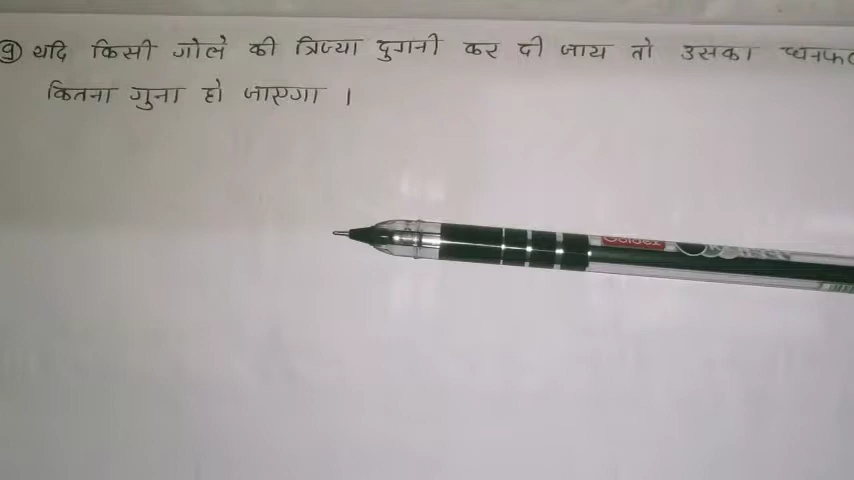 9 यदि किसी गोले की त्रिज्या दुगनी कर दी जाय तो उसका
कितना गुना हो जाएगा ।